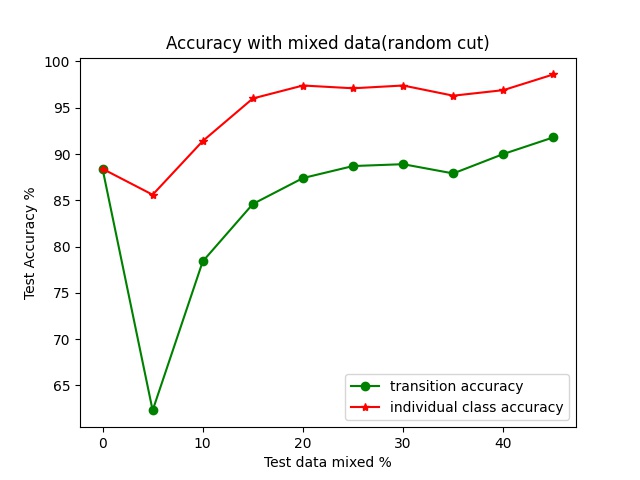 Accuracy with mixed data(random cut)
100
95
90
85
80
75
70
65
Test Accuracy %
0
10
20
30
40
Test data mixed %
transition accuracy
individual class accuracy